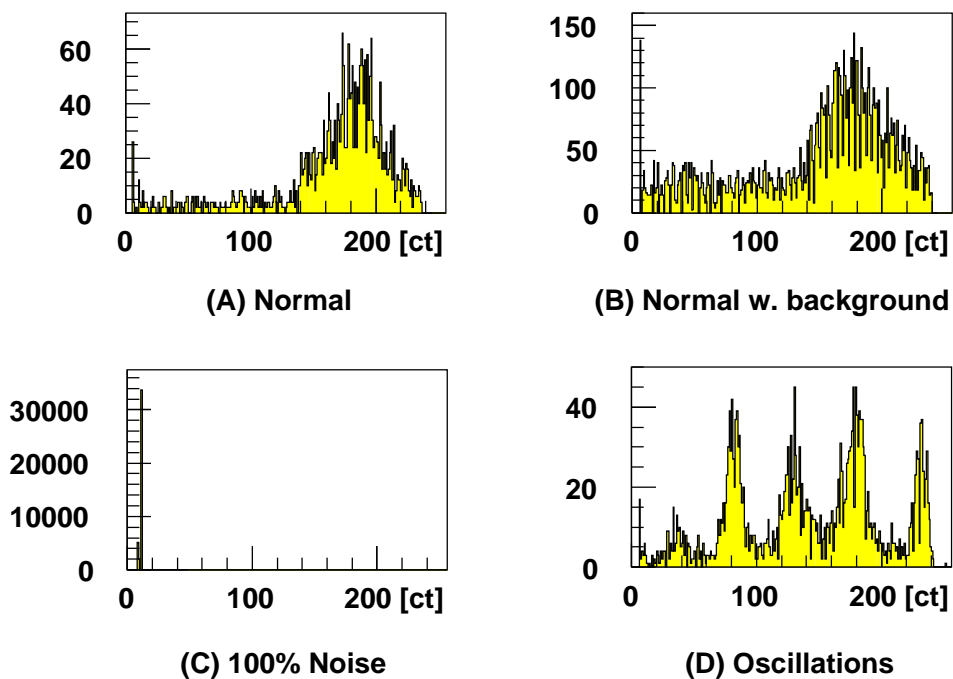 60
40
20
0
0 100 200 [ct]
(A) Normal
150
100
50
0
0 100 200 [ct]
(B) Normal w. background
30000
20000
10000
0
0 100 200 [ct]
(C) 100% Noise
40
20
0
0 100 200 [ct]
(D) Oscillations